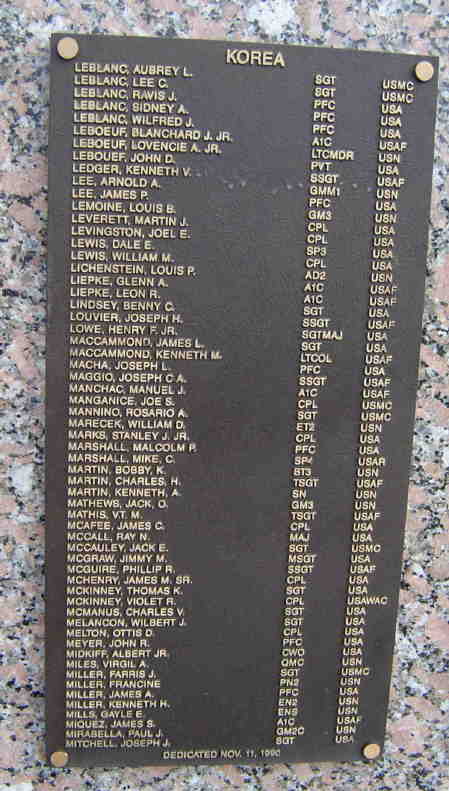 KOREA
LEBLANC, AUBREY L. SGT USMC
LEBLANC, LEE C. SGT USMC
LEBLANC, RAVIS J. PFC USA
LEBLANC, SIDNEY A. PFC USA
LEBLANC, WILFRED J. PFC USA
LEBOEUF, BLANCHARD J. JR. A1C USAF
LEBOEUF, LOVENCIE A. JR. LTCMDR USN
LEBOUEF, JOHN D. PVT USA
LEDGER, KENNETH V. SSGT USAF
LEE, ARNOLD A. GMM1 USN
LEE, JAMES P. PFC USA
LEMOINE, LOUIS B. GM3 USN
LEVERETT, MARTIN J. CPL USA
LEVINGSTON, JOEL E. CPL USA
LEWIS, DALE E. SP3 USA
LEWIS, WILLIAM M. CPL USA
LICHENSTEIN, LOUIS P. AD2 USN
LIEPKE, GLENN A. A1C USAF
LIEPKE, LEON R. A1C USAF
LINDSEY, BENNY C. SGT USA
LOUVIER, JOSEPH H. SSGT USAF
LOWE, HENRY F. JR. SGTMAJ USA
MACCAMMOND, JAMES L. SGT USA
MACCAMMOND, KENNETH M. LTCOL USAF
MACHA, JOSEPH L. PFC USA
MAGGIO, JOSEPH C A. SSGT USAF
MANCHAC, MANUEL J. A1C USAF
MANGANICE, JOE S. CPL USMC
MANNINO, ROSARIO A. SGT USMC
MARECEK, WILLIAM D. ET2 USN
MARKS, STANLEY J. JR. CPL USA
MARSHALL, MALCOLM P. PFC USA
MARSHALL, MIKE, C. SP4 USAR
MARTIN, BOBBY, K. BT3 USN
MARTIN, CHARLES, H. TSGT USAF
MARTIN, KENNETH, A. SN USN
MATHEWS, JACK, O. GM3 USN
MATHIS, VT. M. TSGT USAF
MCAFEE, JAMES C. CPL USA
MCCALL, RAY N. MAJ USA
MCCAULEY, JACK E. SGT USMC
MCGRAW, JIMMY M. MSGT USA
MCGUIRE, PHILLIP R. SSGT USAF
MCHENRY, JAMES M. SR. CPL USA
MCKINNEY, THOMAS K. SGT USA
MCKINNEY, VIOLET R. CPL USAWAC
MCMANUS, CHARLES V. SGT USA
MELANCON, WILBERT J. SGT USA
MELTON, OTTIS D. CPL USA
MEYER, JOHN R. PFC USA
MIDKIFF, ALBERT JR. CWO USA
MILES, VIRGIL A. QMC USN
MILLER, FARRIS J. SGT USMC
MILLER, FRANCINE PN3 USN
MILLER, JAMES A. PFC USA
MILLER, KENNETH H. EN2 USN
MILLS, GAYLE E. ENS USN
MIQUEZ, JAMES S. A1C USAF
MIRABELLA, PAUL J. GM2C USN
MITCHELL, JOSEPH J. SGT USA
DEDICATED NOV. 11, 1990